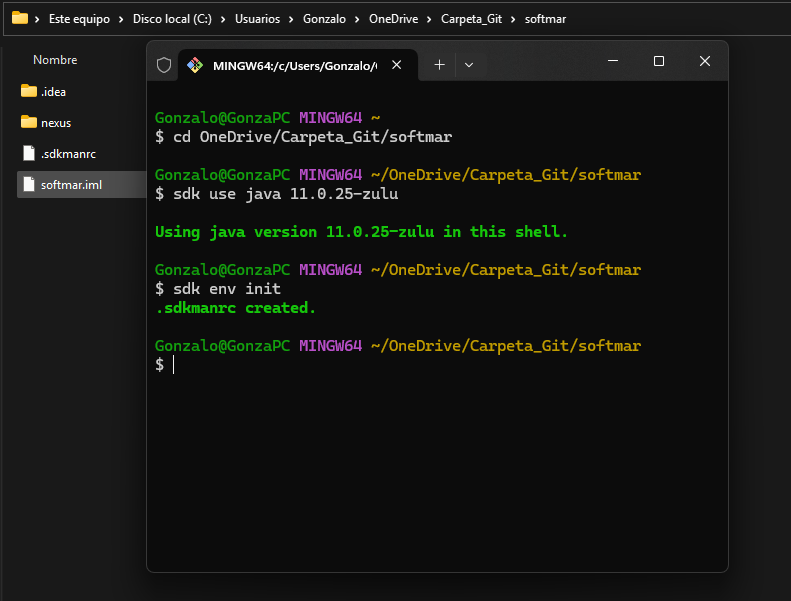 Este equipo > Disco local (C:) > Usuarios > Gonzalo > OneDrive > Carpeta_Git > softmar
Nombre
.idea
nexus
.sdkmanrc
softmar.iml
MINGW64:/c/Users/Gonzalo/
Gonzalo@GonzaPC MINGW64 ~
$ cd OneDrive/Carpeta_Git/softmar
Gonzalo@GonzaPC MINGW64 ~/OneDrive/Carpeta_Git/softmar
$ sdk use java 11.0.25-zulu
Using java version 11.0.25-zulu in this shell.
Gonzalo@GonzaPC MINGW64 ~/OneDrive/Carpeta_Git/softmar
$ sdk env init
.sdkmanrc created.
Gonzalo@GonzaPC MINGW64 ~/OneDrive/Carpeta_Git/softmar
$